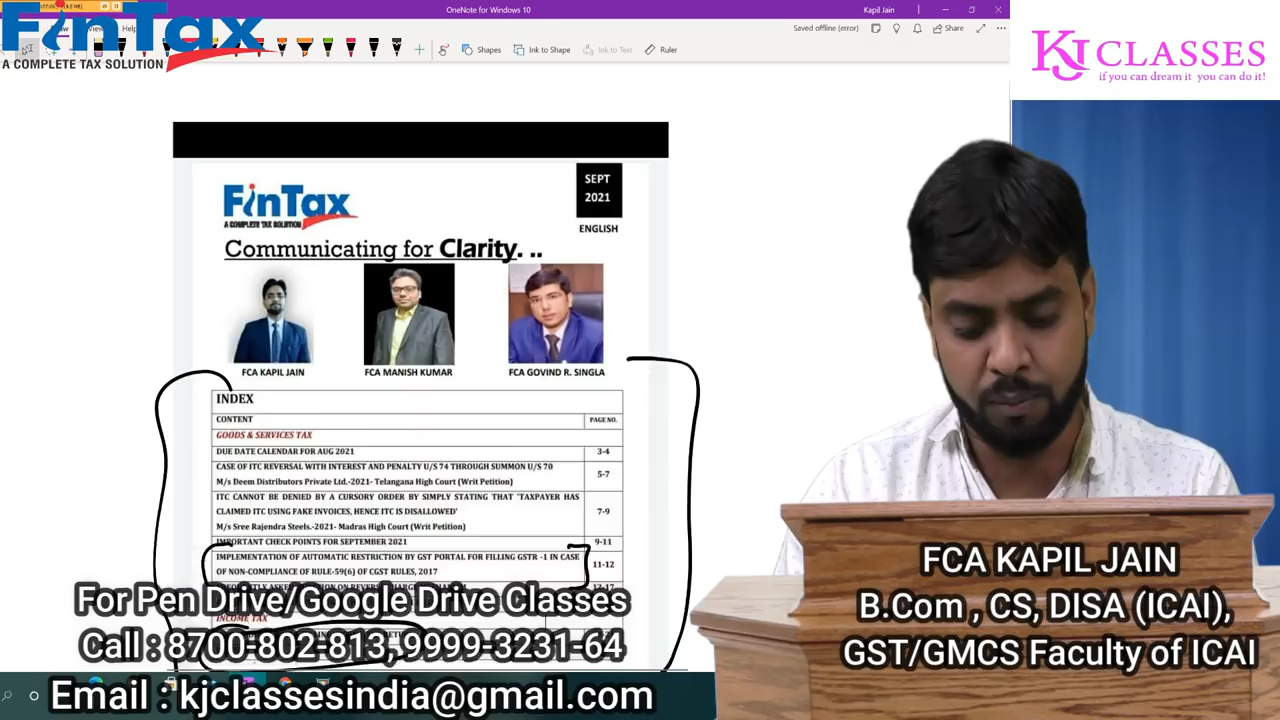 OneNote for Windows 10
Kapil Jain
Help
Saved offline (error)
Share
Shapes
Ink to Shape
Ink to Text
Ruler
FinTax
A COMPLETE TAX SOLUTION
KJ CLASSES
if you can dream it you can do it!
SEPT
2021
ENGLISH
FinTax
A COMPLETE TAX SOLUTION
Communicating for Clarity. ..
FCA KAPIL JAIN
FCA MANISH KUMAR
FCA GOVIND R. SINGLA
INDEX
CONTENT
PAGE NO.
GOODS & SERVICES TAX
DUE DATE CALENDAR FOR AUG 2021
3-4
CASE OF ITC REVERSAL WITH INTEREST AND PENALTY U/S 74 THROUGH SUMMON U/S 70
M/s Deem Distributors Private Ltd.-2021- Telangana High Court (Writ Petition)
5-7
ITC CANNOT BE DENIED BY A CURSORY ORDER BY SIMPLY STATING THAT 'TAXPAYER HAS
CLAIMED ITC USING FAKE INVOICES, HENCE ITC IS DISALLOWED'
M/s Sree Rajendra Steels.-2021- Madras High Court (Writ Petition)
7-9
IMPORTANT CHECK POINTS FOR SEPTEMBER 2021
9-11
IMPLEMENTATION OF AUTOMATIC RESTRICTION BY GST PORTAL FOR FILLING GSTR -1 IN CASE
OF NON-COMPLIANCE OF RULE-59(6) OF CGST RULES, 2017
11-12
INCOME TAX
For Pen Drive/Google Drive Classes
Call : 8700-802-813, 9999-3231-64
Email : kjclassesindia@gmail.com
FCA KAPIL JAIN
B.Com , CS, DISA (ICAI),
GST/GMCS Faculty of ICAI